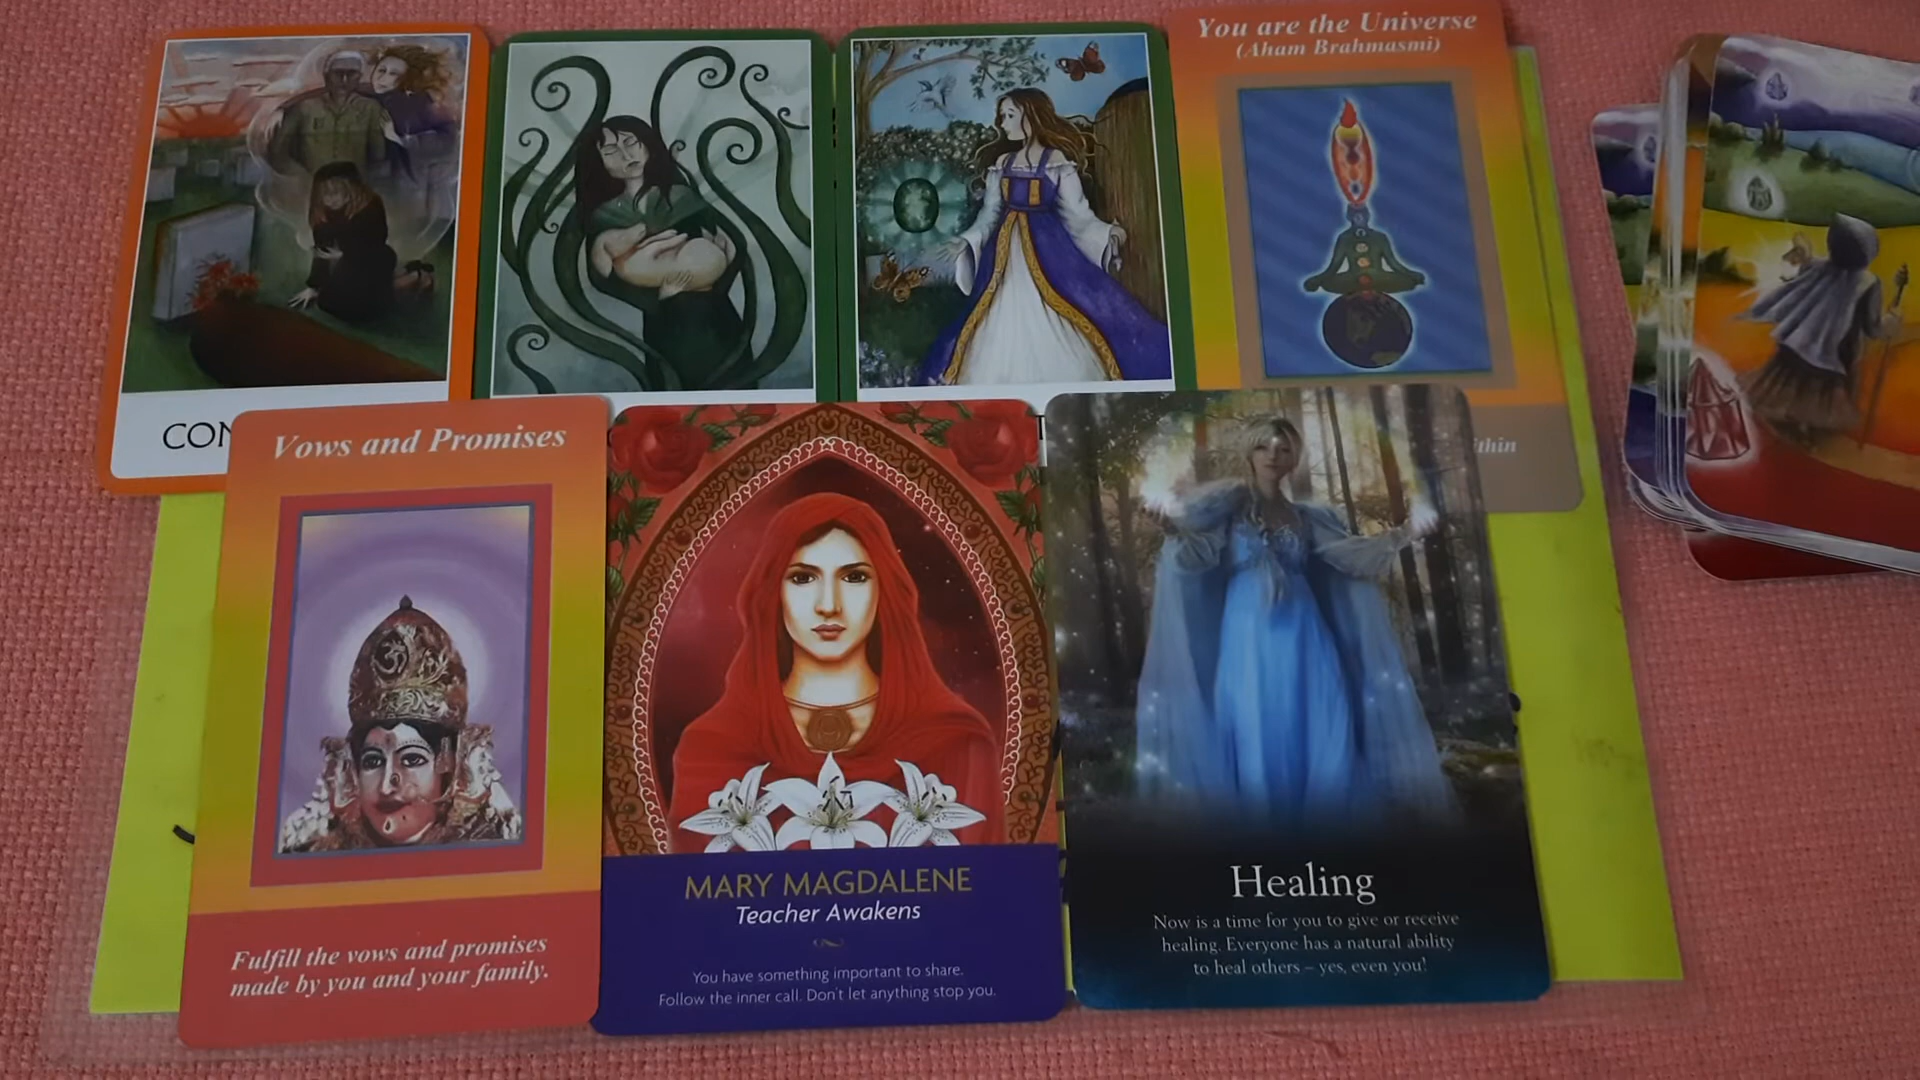 You are the Universe
(Aham Brahmasmi)
CON
Vows and Promises
Fulfill the vows and promises
made by you and your family.
MARY MAGDALENE
Teacher Awakens
You have something important to share.
Follow the inner call. Don't let anything stop you.
Healing
Now is a time for you to give or receive
healing. Everyone has a natural ability
to heal others – yes, even you!